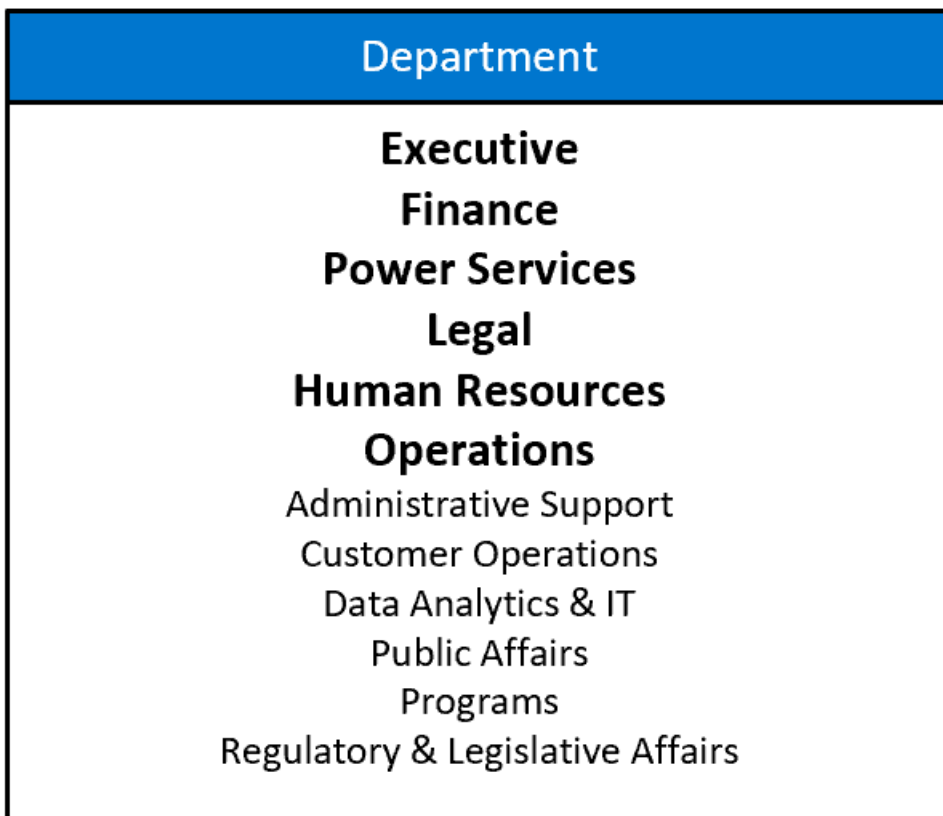 Department
Executive
Finance
Power Services
Legal
Human Resources
Operations
Administrative Support
Customer Operations
Data Analytics & IT
Public Affairs
Programs
Regulatory & Legislative Affairs